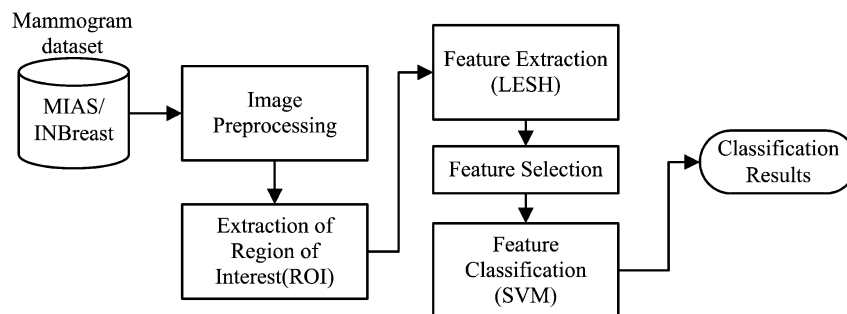 Mammogram
dataset
MIAS/
INBreast
Image
Preprocessing
Extraction of
Region of
Interest(ROI)
Feature Extraction
(LESH)
Feature Selection
Feature
Classification
(SVM)
Classification
Results